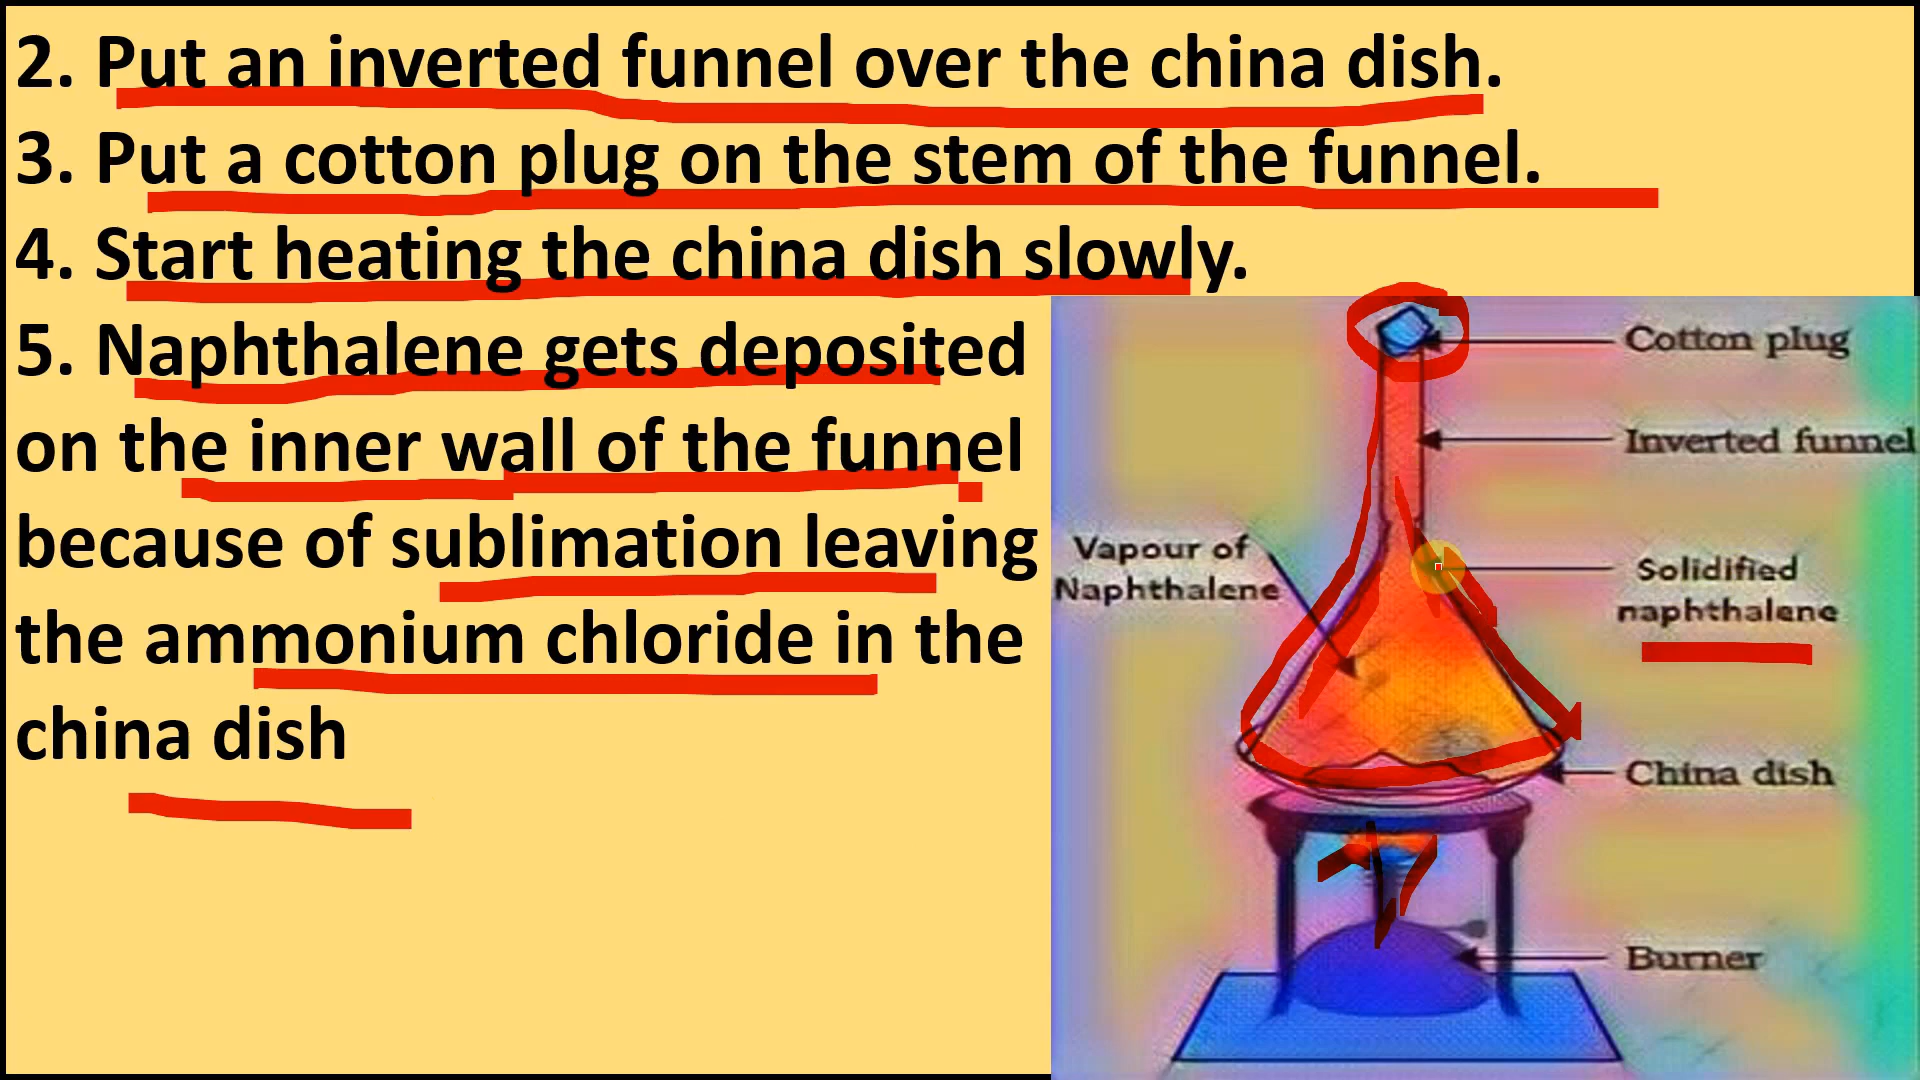 2. Put an inverted funnel over the china dish.
3. Put a cotton plug on the stem of the funnel.
4. Start heating the china dish slowly.
5. Naphthalene gets deposited
on the inner wall of the funnel
because of sublimation leaving
the ammonium chloride in the
china dish
Cotton plug
Inverted funnel
Vapour of
Naphthalene
Solidified
naphthalene
China dish
Burner